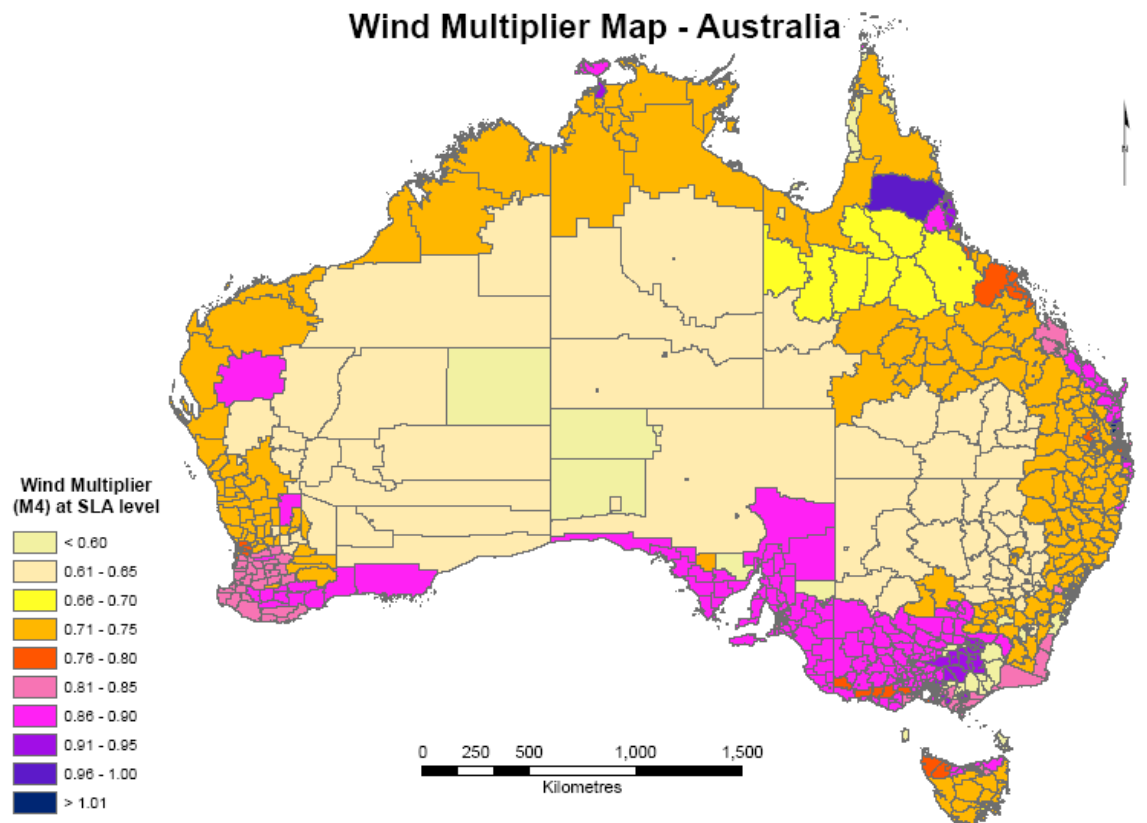 Wind Multiplier Map - Australia
N
Wind Multiplier
(M4) at SLA level
< 0.60
0.61 - 0.65
0.66 - 0.70
0.71 - 0.75
0.76 - 0.80
0.81 - 0.85
0.86 - 0.90
0.91 - 0.95
0.96 - 1.00
> 1.01
0 250 500 1,000 1,500
Kilometres